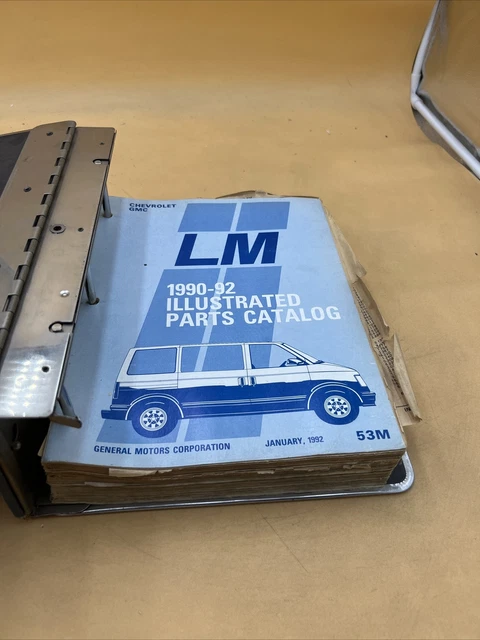 CHEVROLET
GMC
LM
1990-92
ILLUSTRATED
PARTS CATALOG
GENERAL MOTORS CORPORATION
JANUARY, 1992
53M